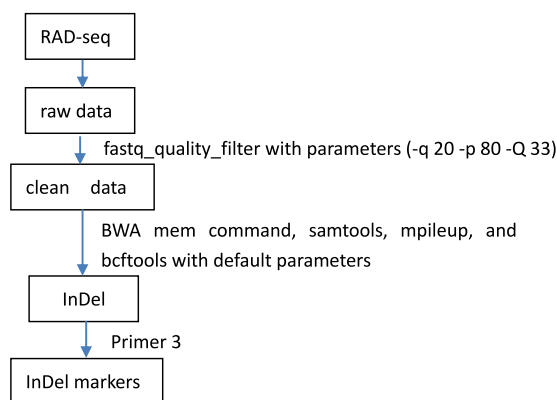 RAD-seq
raw data
fastq_quality_filter with parameters (-q 20 -p 80 -Q 33)
clean data
BWA mem command, samtools, mpileup, and
bcftools with default parameters
InDel
Primer 3
InDel markers